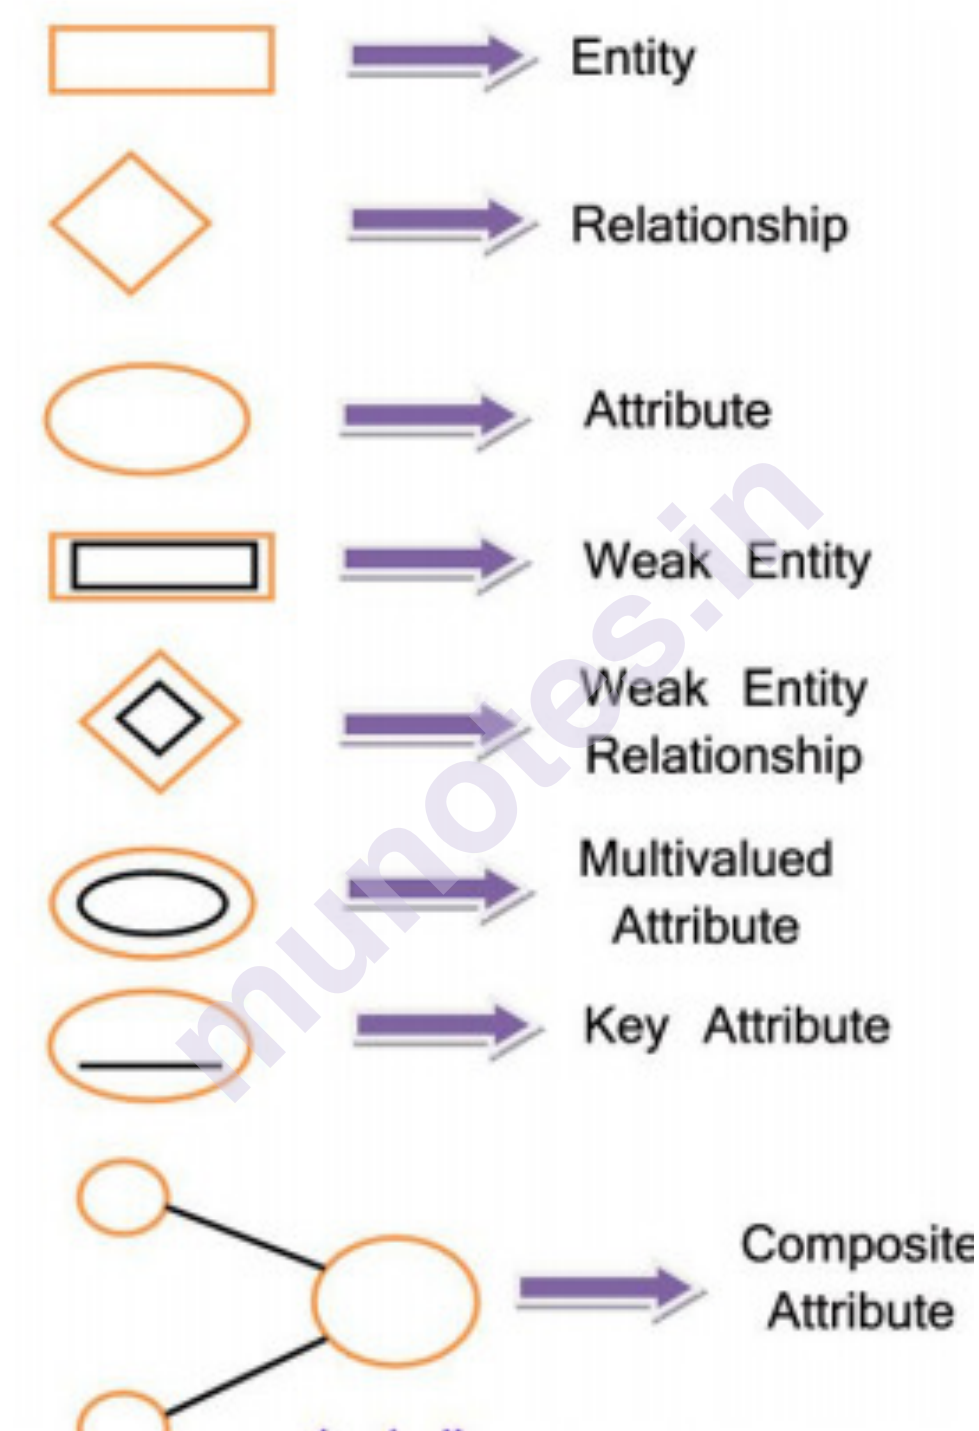 Entity
Relationship
Attribute
Weak Entity
Weak Entity
Relationship
Multivalued
Attribute
Key Attribute
Composite
Attribute
munotes.in